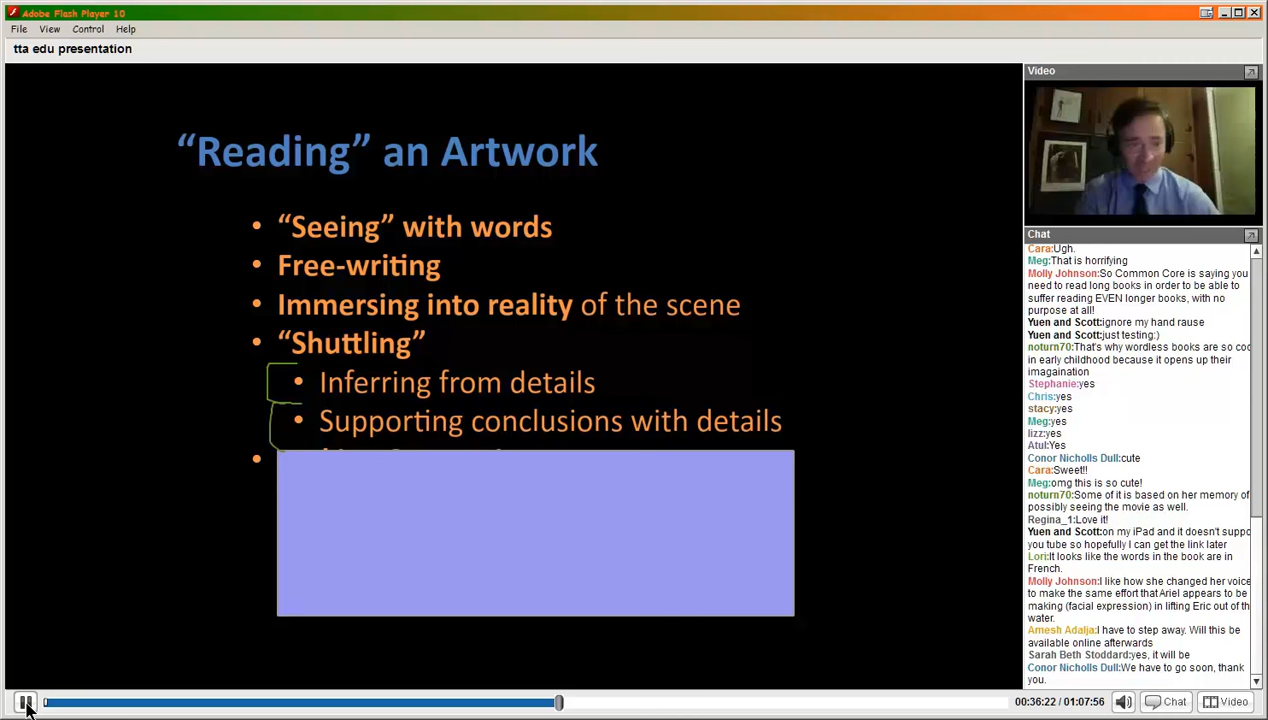 Adobe Flash Player 10
File View Control Help
tta edu presentation
“Reading” an Artwork
• “Seeing” with words
• Free-writing
• Immersing into reality of the scene
• “Shuttling”
• Inferring from details
• Supporting conclusions with details
•
Video
Chat
Cara:Ugh.
Meg:That is horrifying
Molly Johnson:So Common Core is saying you
need to read long books in order to be able to
suffer reading EVEN longer books, with no
purpose at all!
Yuen and Scott:ignore my hand rause
Yuen and Scott:just testing:)
noturn70:That's why wordless books are so coo
in early childhood because it opens up their
imagaination
Stephanie:yes
Chris:yes
stacy:yes
Meg:yes
lizz:yes
Atul:Yes
Conor Nicholls Dull:cute
Cara:Sweet!!
Meg:omg this is so cute!
noturn70:Some of it is based on her memory of
possibly seeing the movie as well.
Regina_1:Love it!
Yuen and Scott:on my iPad and it doesn't suppo
you tube so hopefully I can get the link later
Lori:It looks like the words in the book are in
French.
Molly Johnson:I like how she changed her voice
to make the same effort that Ariel appears to be
making (facial expression) in lifting Eric out of th
water.
Amesh Adalja:I have to step away. Will this be
available online afterwards
Sarah Beth Stoddard:yes, it will be
Conor Nicholls Dull:We have to go soon, thank
you.
00:36:22 / 01:07:56 Chat Video